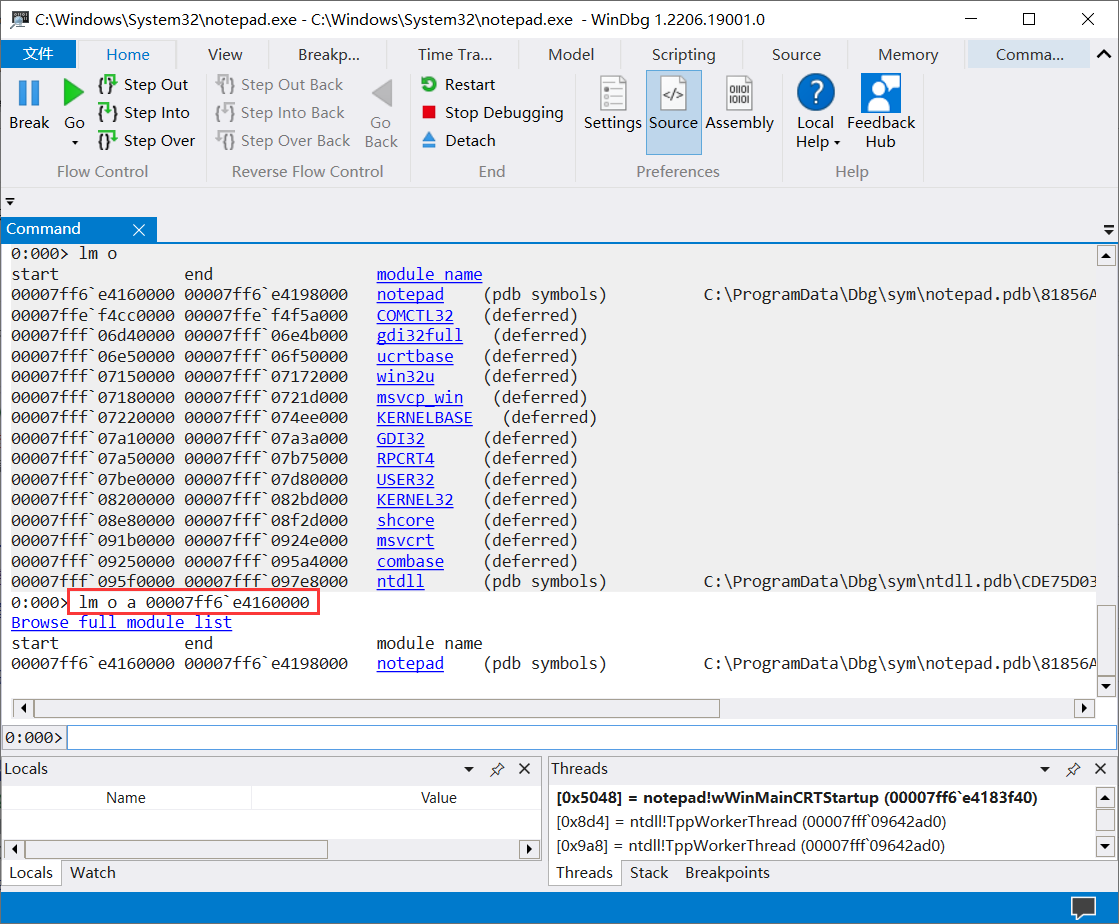 C:\Windows\System32\notepad.exe - C:\Windows\System32\notepad.exe - WinDbg 1.2206.19001.0
文件 Home View Breakp... Time Tra... Model Scripting Source Memory Comma...
Break Go
Step Out
Step Into
Step Over
Flow Control
Step Out Back
Step Into Back
Step Over Back
Go Back
Reverse Flow Control
Restart
Stop Debugging
Detach
End
Settings Source Assembly
Preferences
Local Help Feedback Hub
Help
Command
0:000> lm o
start end module name
00007ff6`e4160000 00007ff6`e4198000 notepad (pdb symbols) C:\ProgramData\Dbg\sym\notepad.pdb\81856A
00007ffe`f4cc0000 00007ffe`f4f5a000 COMCTL32 (deferred)
00007fff`06d40000 00007fff`06e4b000 gdi32full (deferred)
00007fff`06e50000 00007fff`06f50000 ucrtbase (deferred)
00007fff`07150000 00007fff`07172000 win32u (deferred)
00007fff`07180000 00007fff`0721d000 msvcp_win (deferred)
00007fff`07220000 00007fff`074ee000 KERNELBASE (deferred)
00007fff`07a10000 00007fff`07a3a000 GDI32 (deferred)
00007fff`07a50000 00007fff`07b75000 RPCRT4 (deferred)
00007fff`07be0000 00007fff`07d80000 USER32 (deferred)
00007fff`08200000 00007fff`082bd000 KERNEL32 (deferred)
00007fff`08e80000 00007fff`08f2d000 shcore (deferred)
00007fff`091b0000 00007fff`0924e000 msvcrt (deferred)
00007fff`09250000 00007fff`095a4000 combase (deferred)
00007fff`095f0000 00007fff`097e8000 ntdll (pdb symbols) C:\ProgramData\Dbg\sym\ntdll.pdb\CDE75D03
0:000> lm o a 00007ff6`e4160000
Browse full module list
start end module name
00007ff6`e4160000 00007ff6`e4198000 notepad (pdb symbols) C:\ProgramData\Dbg\sym\notepad.pdb\81856A
0:000>
Locals
Name Value
Locals Watch
Threads
[0x5048] = notepad!wWinMainCRTStartup (00007ff6`e4183f40)
[0x8d4] = ntdll!TppWorkerThread (00007fff`09642ad0)
[0x9a8] = ntdll!TppWorkerThread (00007fff`09642ad0)
Threads Stack Breakpoints